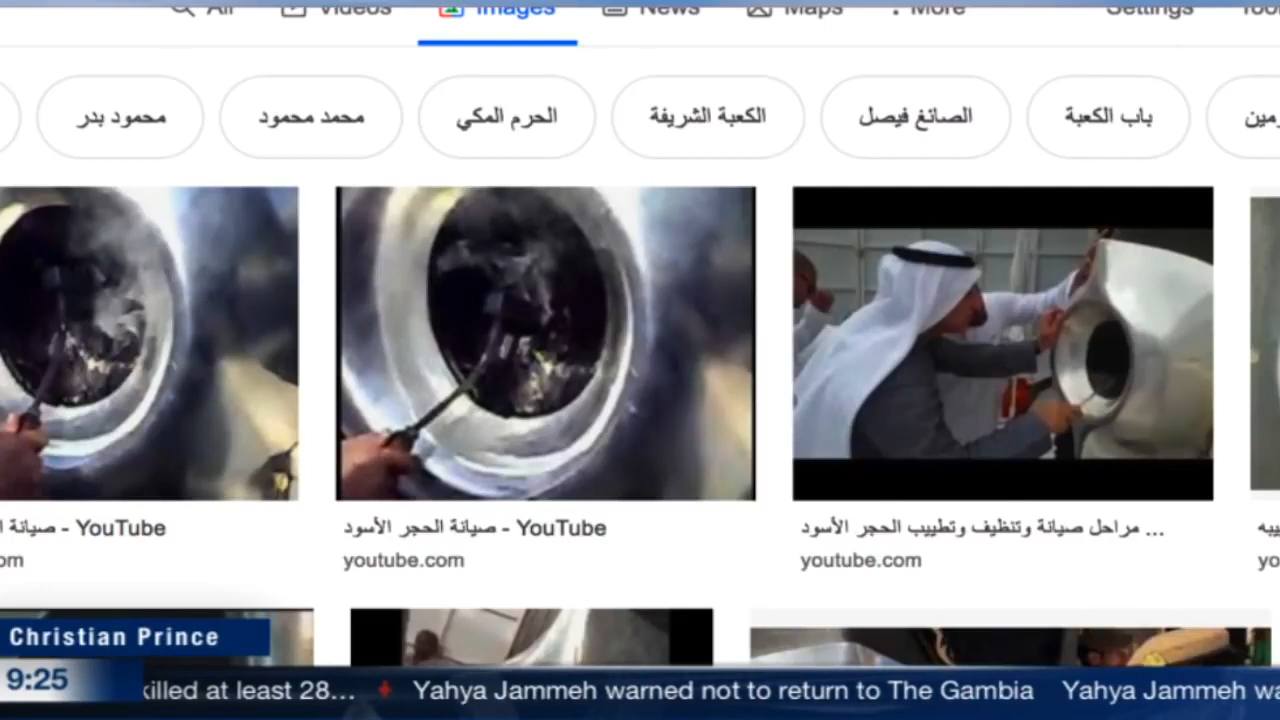 All Videos Images News Maps More Settings
محمود بدر محمد محمود الحرم المكي الكعبة الشريفة الصائغ فيصل باب الكعبة
صيانة - YouTube
صيانة الحجر الأسود - YouTube
مراحل صيانة وتنظيف وتطييب الحجر الأسود ...
youtube.com
youtube.com
Christian Prince
9:25
killed at least 28... Yahya Jammeh warned not to return to The Gambia Yahya Jammeh